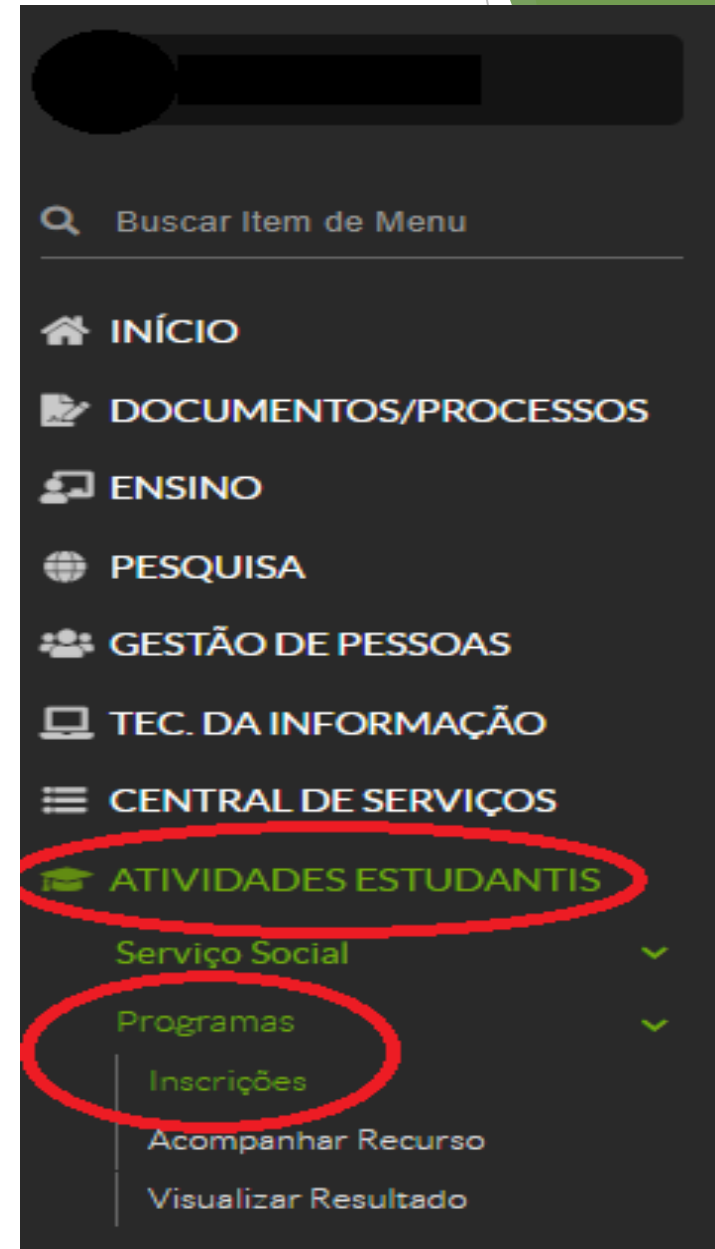 Buscar Item de Menu
INÍCIO
DOCUMENTOS/PROCESSOS
ENSINO
PESQUISA
GESTÃO DE PESSOAS
TEC. DA INFORMAÇÃO
CENTRAL DE SERVIÇOS
ATIVIDADES ESTUDANTIS
Serviço Social
Programas
Inscrições
Acompanhar Recurso
Visualizar Resultado